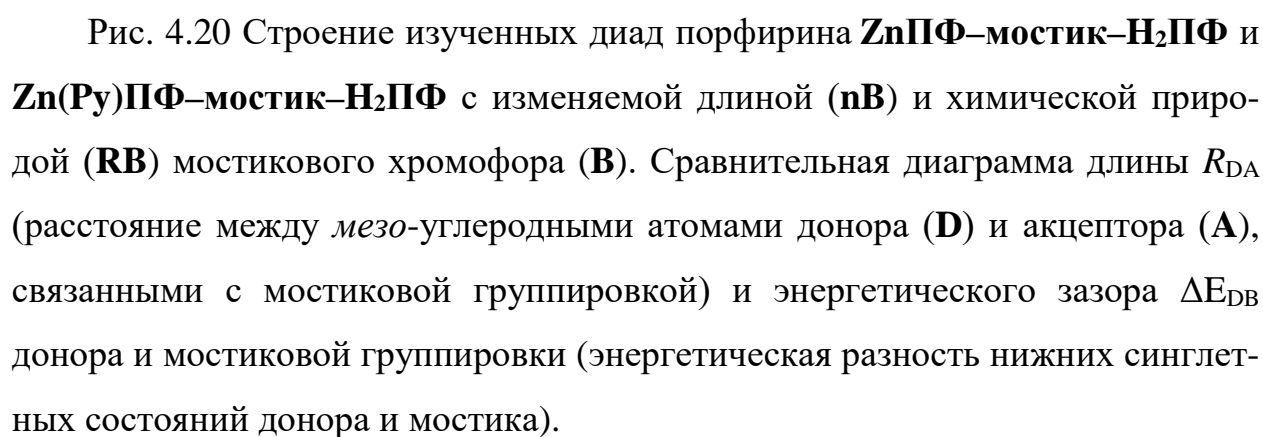 Рис. 4.20 Строение изученных диад порфирина ZnПФ–мостик–H₂ПФ и
Zn(Py)ПФ–мостик–H₂ПФ с изменяемой длиной (nB) и химической приро-
дой (RB) мостикового хромофора (B). Сравнительная диаграмма длины R_DA
(расстояние между мезо-углеродными атомами донора (D) и акцептора (A),
связанными с мостиковой группировкой) и энергетического зазора ΔE_DB
донора и мостиковой группировки (энергетическая разность нижних синглет-
ных состояний донора и мостика).